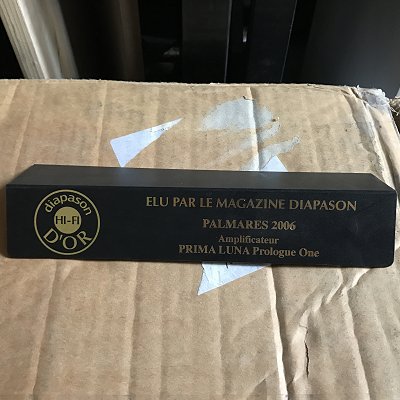 diapason
HI-FI
D'OR
ELU PAR LE MAGAZINE DIAPASON
PALMARES 2006
Amplificateur
PRIMA LUNA Prologue One